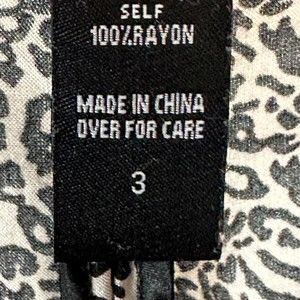 SELF
100%RAYON
MADE IN CHINA
OVER FOR CARE
3